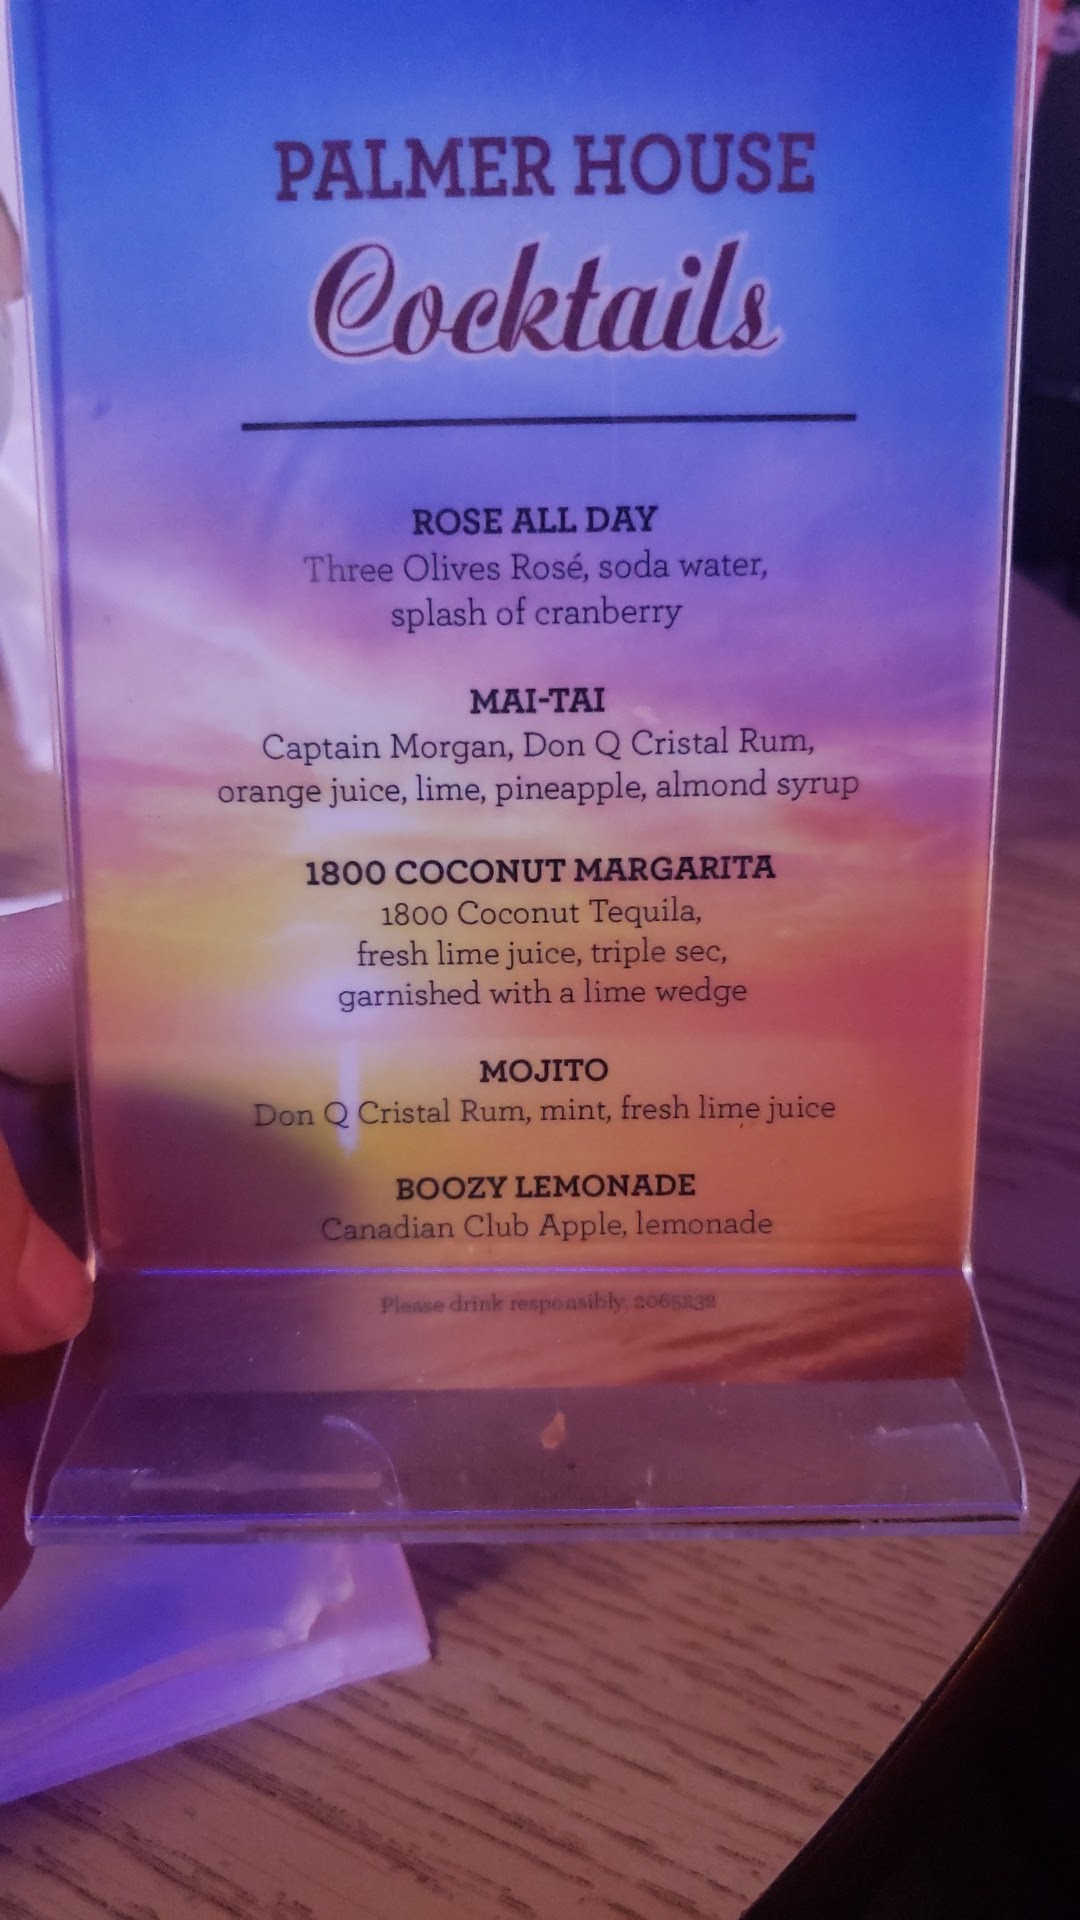 PALMER HOUSE
Cocktails
ROSE ALL DAY
Three Olives Rosé, soda water,
splash of cranberry
MAI-TAI
Captain Morgan, Don Q Cristal Rum,
orange juice, lime, pineapple, almond syrup
1800 COCONUT MARGARITA
1800 Coconut Tequila,
fresh lime juice, triple sec,
garnished with a lime wedge
MOJITO
Don Q Cristal Rum, mint, fresh lime juice
BOOZY LEMONADE
Canadian Club Apple, lemonade
Please drink responsibly. 2065232